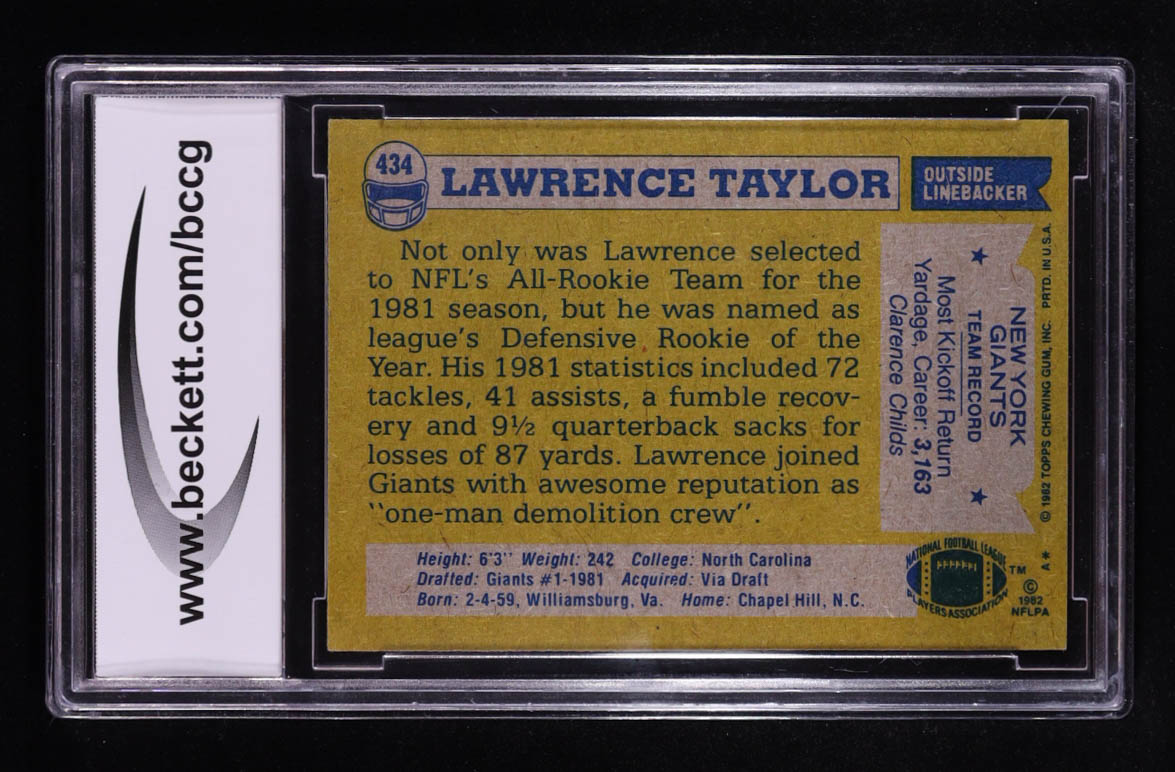 www.beckett.com/bccg
434
LAWRENCE TAYLOR
OUTSIDE
LINEBACKER
Not only was Lawrence selected
to NFL's All-Rookie Team for the
1981 season, but he was named as
league's Defensive Rookie of the
Year. His 1981 statistics included 72
tackles, 41 assists, a fumble recov-
ery and 9½ quarterback sacks for
losses of 87 yards. Lawrence joined
Giants with awesome reputation as
"one-man demolition crew".
NEW YORK
GIANTS
TEAM RECORD
Most Kickoff Return
Yardage, Career: 3,163
Clarence Childs
© 1982 TOPPS CHEWING GUM, INC. PRTD. IN U.S.A.
A*
Height: 6'3" Weight: 242 College: North Carolina
Drafted: Giants #1-1981 Acquired: Via Draft
Born: 2-4-59, Williamsburg, Va. Home: Chapel Hill, N.C.
NATIONAL FOOTBALL LEAGUE
PLAYERS ASSOCIATION
TM
©
1982
NFLPA